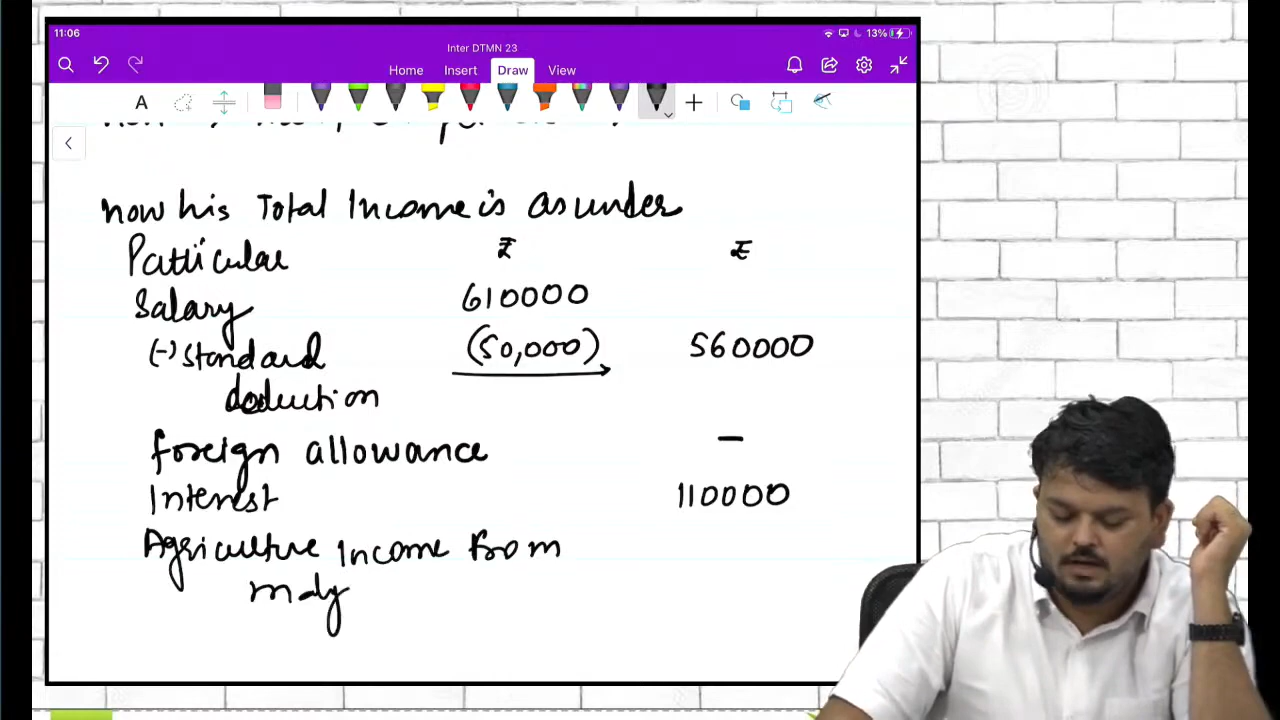 11:06
13%
Inter DTMN 23
Home Insert Draw View
A
now his Total Income is as under
Particular ₹ ₹
Salary 610000
(-) Standard (50,000) 560000
deduction
foreign allowance —
Interest 110000
Agriculture Income from